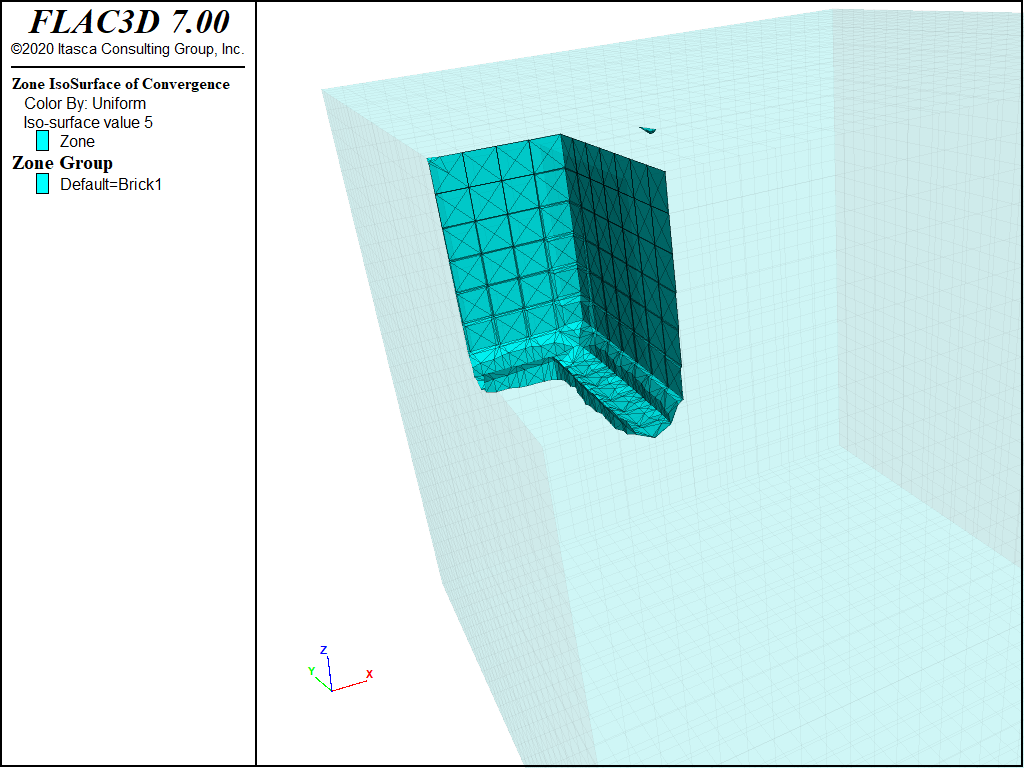 FLAC3D 7.00
©2020 Itasca Consulting Group, Inc.
Zone IsoSurface of Convergence
Color By: Uniform
Iso-surface value 5
Zone
Zone Group
Default=Brick1
Z
Y
X